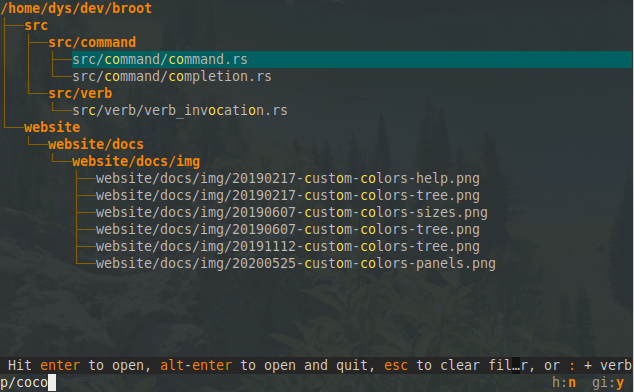 /home/dys/dev/broot
src
src/command
src/command/command.rs
src/command/completion.rs
src/verb
src/verb/verb_invocation.rs
website
website/docs
website/docs/img
website/docs/img/20190217-custom-colors-help.png
website/docs/img/20190217-custom-colors-tree.png
website/docs/img/20190607-custom-colors-sizes.png
website/docs/img/20190607-custom-colors-tree.png
website/docs/img/20191112-custom-colors-tree.png
website/docs/img/20200525-custom-colors-panels.png
Hit enter to open, alt-enter to open and quit, esc to clear fil…r, or : + verb
p/coco h:n gi:y